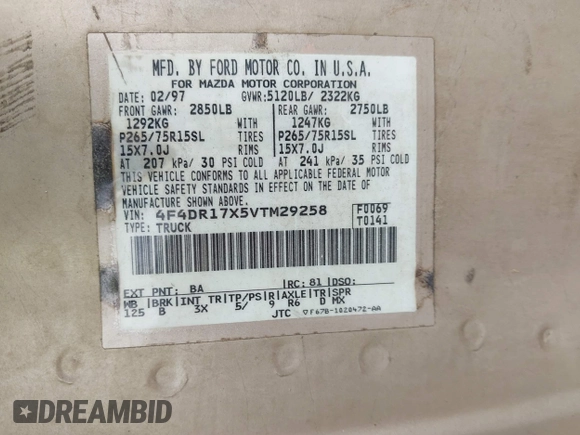 MFD. BY FORD MOTOR CO. IN U.S.A.
FOR MAZDA MOTOR CORPORATION
DATE: 02/97 GVWR:5120LB/ 2322KG
FRONT GAWR: 2850LB REAR GAWR: 2750LB
1292KG WITH 1247KG WITH
P265/75R15SL TIRES P265/75R15SL TIRES
15X7.0J RIMS 15X7.0J RIMS
AT 207 kPa/ 30 PSI COLD AT 241 kPa/ 35 PSI COLD
THIS VEHICLE CONFORMS TO ALL APPLICABLE FEDERAL MOTOR
VEHICLE SAFETY STANDARDS IN EFFECT ON THE DATE OF
MANUFACTURE SHOWN ABOVE.
VIN: 4F4DR17X5VTM29258 F0069
TYPE: TRUCK T0141
EXT PNT: BA RC: 81 DSO:
WB BRK INT TR TP/PS R AXLE TR SPR
125 B 3X 5/ 9 R6 D MX
JTC ▽F67B-1020472-AA
DREAMBID